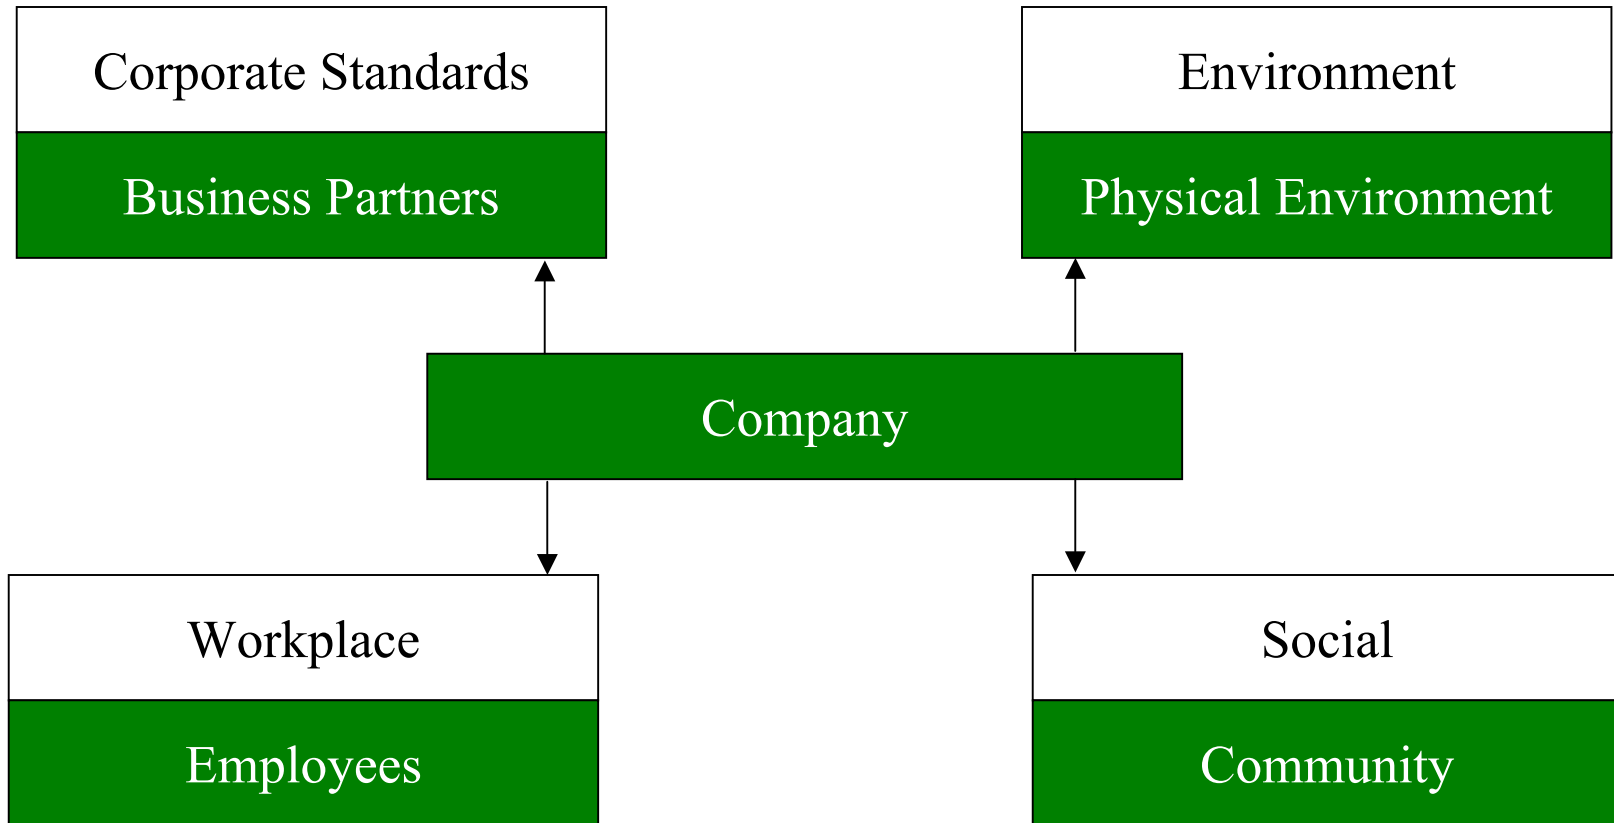 Corporate Standards
Business Partners
Environment
Physical Environment
Company
Workplace
Employees
Social
Community